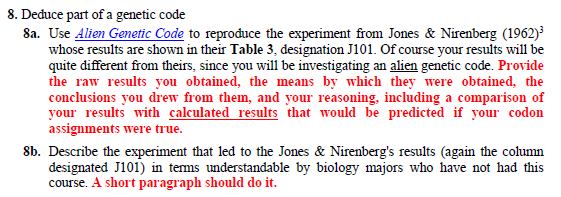 8. Deduce part of a genetic code
8a. Use Alien Genetic Code to reproduce the experiment from Jones & Nirenberg (1962)³
whose results are shown in their Table 3, designation J101. Of course your results will be
quite different from theirs, since you will be investigating an alien genetic code. Provide
the raw results you obtained, the means by which they were obtained, the
conclusions you drew from them, and your reasoning, including a comparison of
your results with calculated results that would be predicted if your codon
assignments were true.
8b. Describe the experiment that led to the Jones & Nirenberg's results (again the column
designated J101) in terms understandable by biology majors who have not had this
course. A short paragraph should do it.